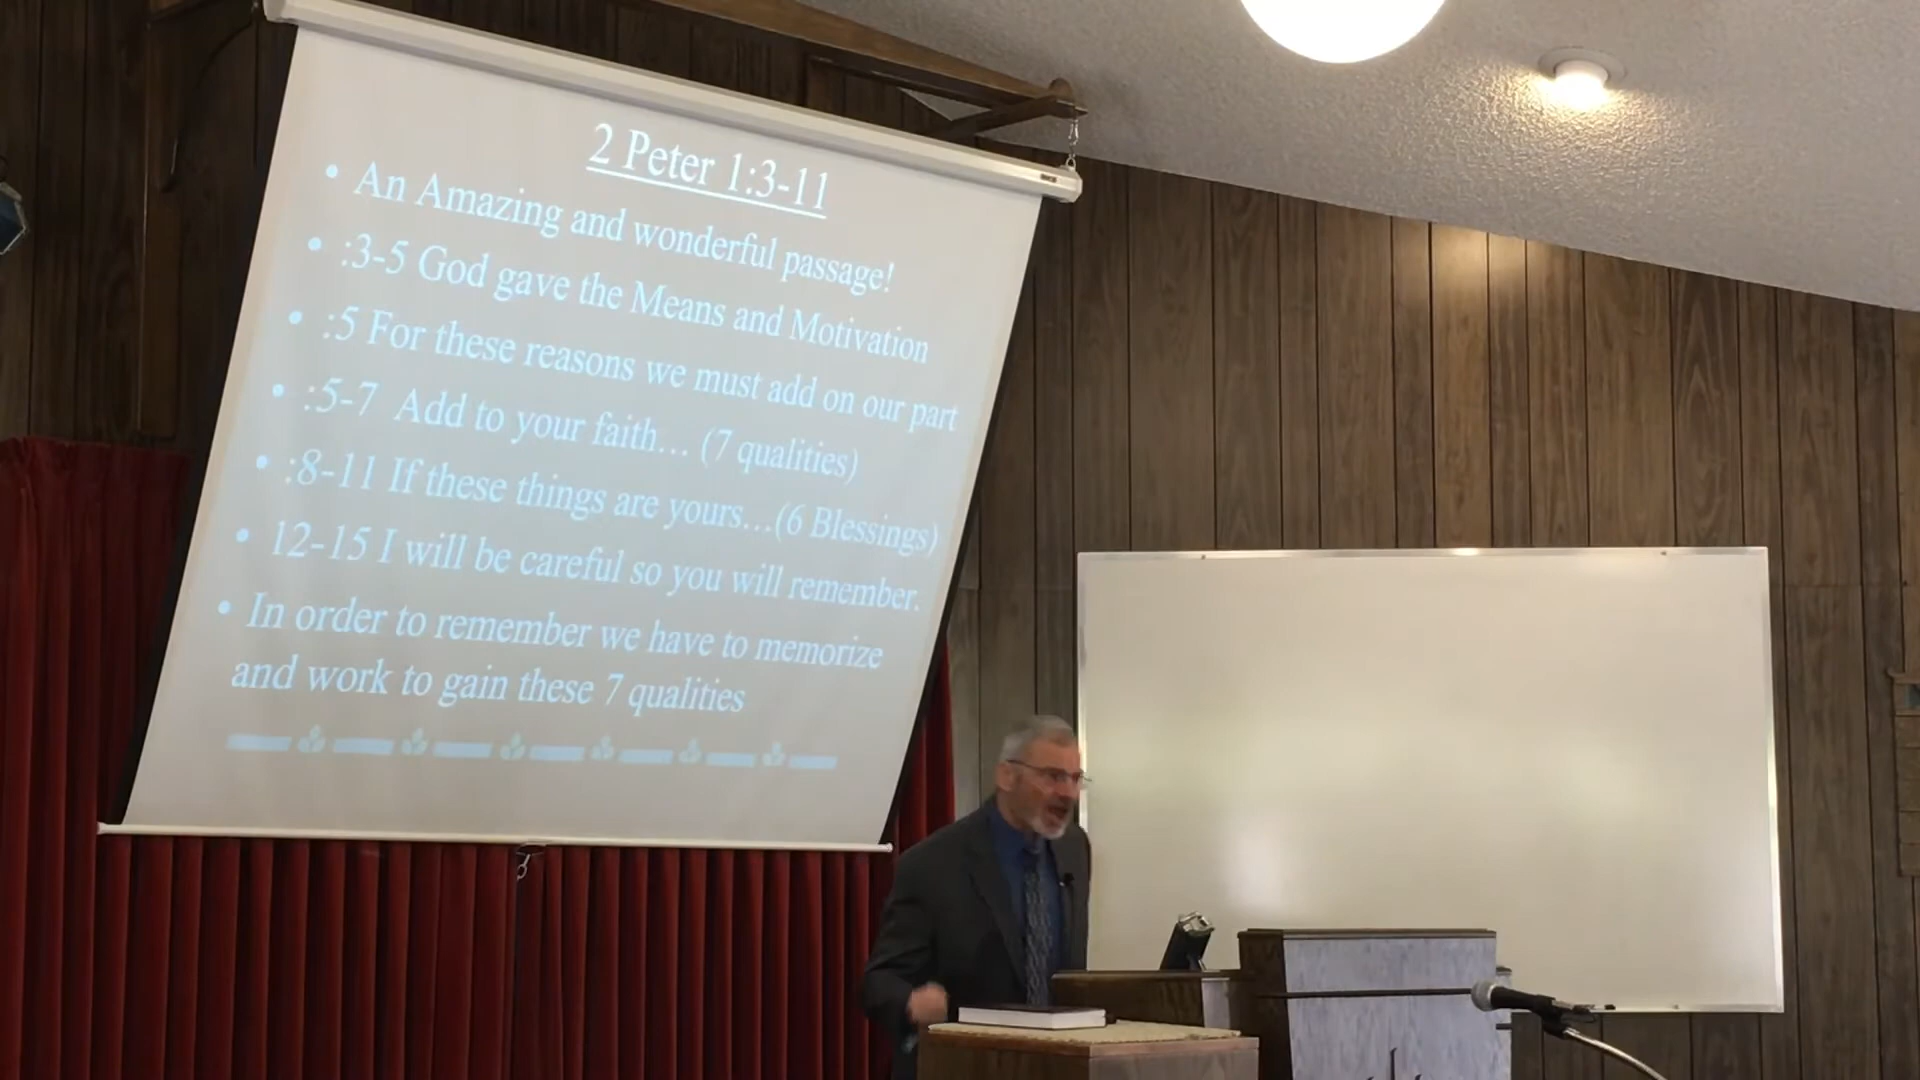 2 Peter 1:3-11
• An Amazing and wonderful passage!
• :3-5 God gave the Means and Motivation
• :5 For these reasons we must add on our part
• :5-7 Add to your faith... (7 qualities)
• :8-11 If these things are yours...(6 Blessings)
• 12-15 I will be careful so you will remember.
• In order to remember we have to memorize
and work to gain these 7 qualities